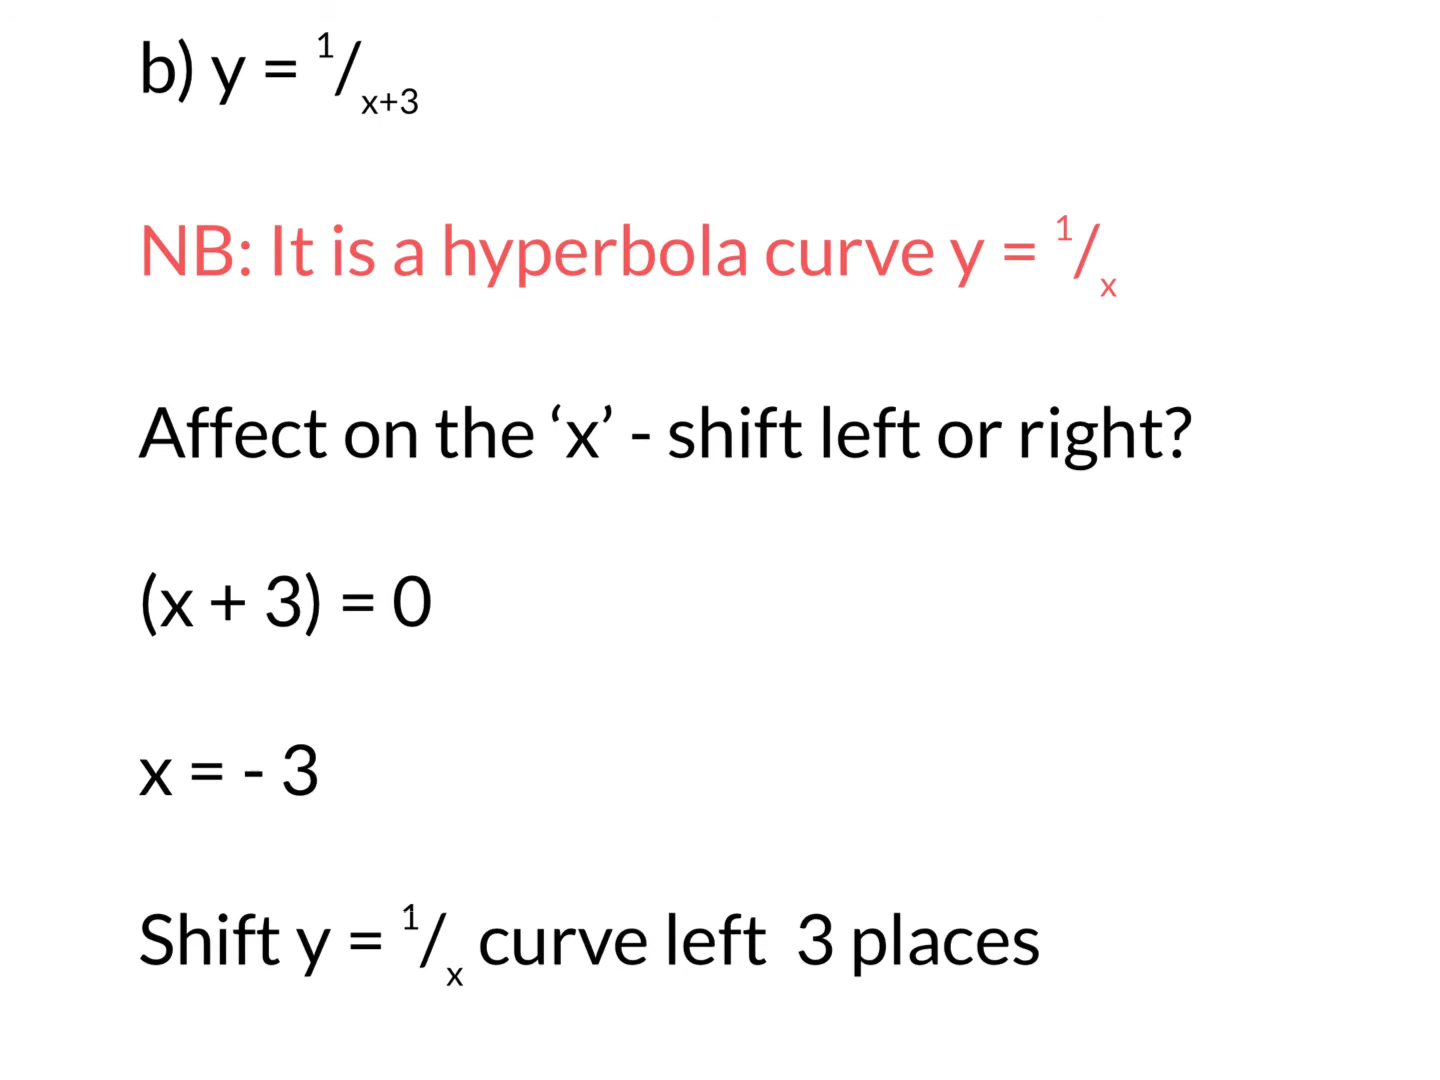 b) y = 1/x+3
NB: It is a hyperbola curve y = 1/x
Affect on the ‘x’ - shift left or right?
(x + 3) = 0
x = - 3
Shift y = 1/x curve left 3 places